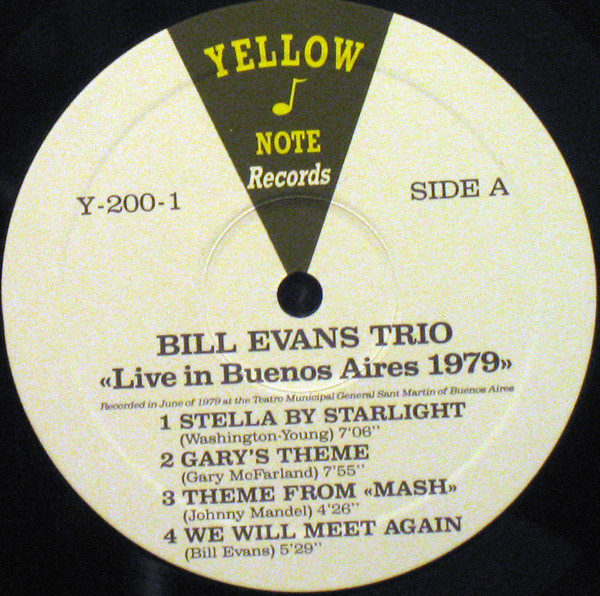 YELLOW
NOTE
Records
Y-200-1
SIDE A
BILL EVANS TRIO
«Live in Buenos Aires 1979»
Recorded in June of 1979 at the Teatro Municipal General Sant Martin of Buenos Aires
1 STELLA BY STARLIGHT
(Washington-Young) 7'06''
2 GARY'S THEME
(Gary McFarland) 7'55''
3 THEME FROM «MASH»
(Johnny Mandel) 4'26''
4 WE WILL MEET AGAIN
(Bill Evans) 5'29''